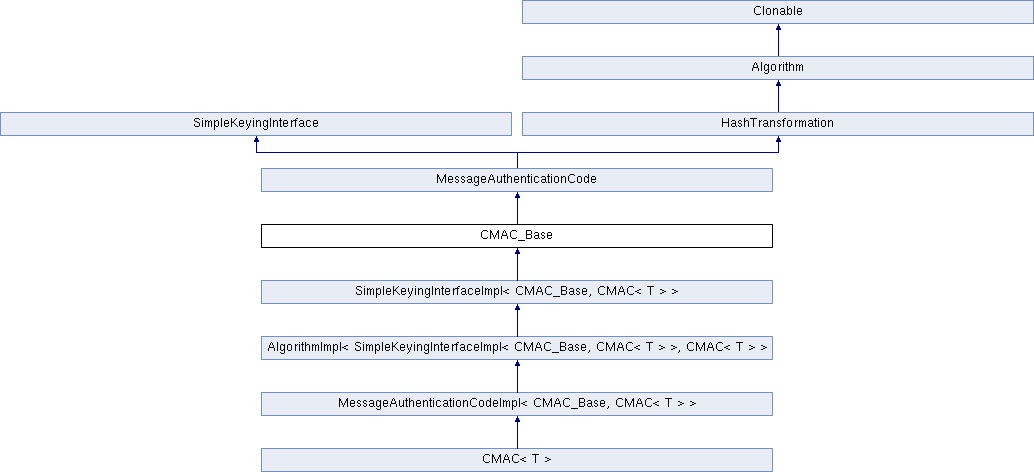 Clonable
Algorithm
SimpleKeyingInterface
HashTransformation
MessageAuthenticationCode
CMAC_Base
SimpleKeyingInterfaceImpl< CMAC_Base, CMAC< T > >
AlgorithmImpl< SimpleKeyingInterfaceImpl< CMAC_Base, CMAC< T > >, CMAC< T > >
MessageAuthenticationCodeImpl< CMAC_Base, CMAC< T > >
CMAC< T >